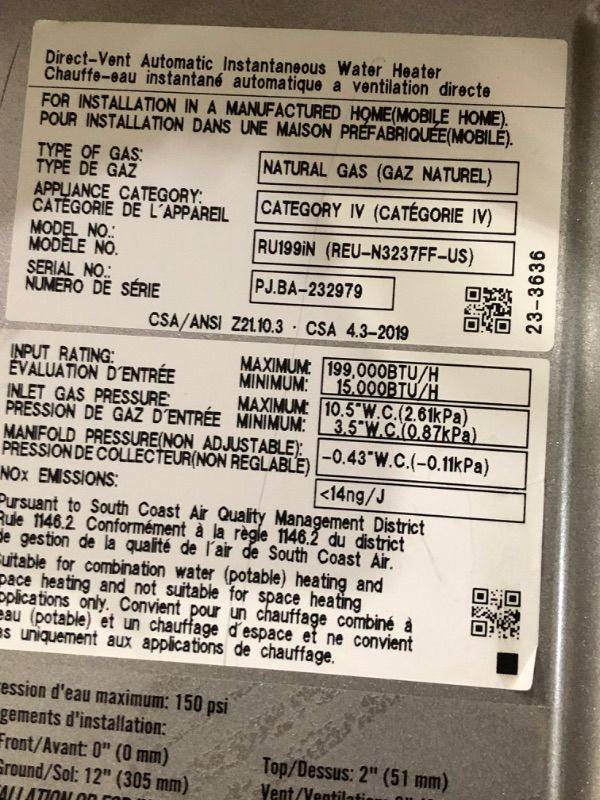 Direct-Vent Automatic Instantaneous Water Heater
Chauffe-eau instantané automatique a ventilation directe
FOR INSTALLATION IN A MANUFACTURED HOME(MOBILE HOME).
POUR INSTALLATION DANS UNE MAISON PRÉFABRIQUÉE(MOBILE).
TYPE OF GAS:
TYPE DE GAZ
NATURAL GAS (GAZ NATUREL)
APPLIANCE CATEGORY:
CATÉGORIE DE L´APPAREIL
CATEGORY IV (CATÉGORIE IV)
MODEL NO.:
MODÈLE NO.
RU199iN (REU-N3237FF-US)
SERIAL NO.:
NUMERO DE SÉRIE
PJ.BA-232979
23-3636
CSA/ANSI Z21.10.3 · CSA 4.3-2019
INPUT RATING:
ÉVALUATION D´ENTRÉE
MAXIMUM: 199,000BTU/H
MINIMUM: 15,000BTU/H
INLET GAS PRESSURE:
PRESSION DE GAZ D´ENTRÉE
MAXIMUM: 10.5"W.C.(2.61kPa)
MINIMUM: 3.5"W.C.(0.87kPa)
MANIFOLD PRESSURE(NON ADJUSTABLE):
PRESSION DE COLLECTEUR(NON REGLABLE)
-0.43"W.C.(-0.11kPa)
NOx EMISSIONS:
<14ng/J
Pursuant to South Coast Air Quality Management District
Rule 1146.2 Conformément à la règle 1146.2 du district
de gestion de la qualité de l´air de South Coast Air.
uitable for combination water (potable) heating and
pace heating and not suitable for space heating
pplications only. Convient pour un chauffage combiné à
eau (potable) et un chauffage d´espace et ne convient
as uniquement aux applications de chauffage.
ession d'eau maximum: 150 psi
gements d'installation:
Front/Avant: 0" (0 mm)
Ground/Sol: 12" (305 mm)
Top/Dessus: 2" (51 mm)